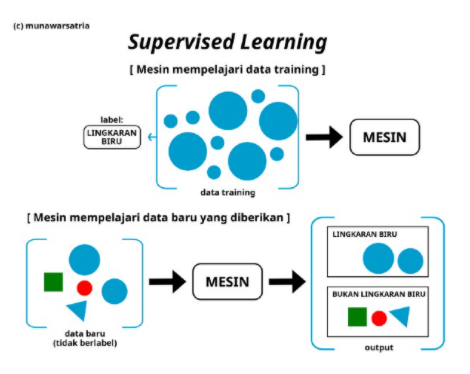 (c) munawarsatria
Supervised Learning
[ Mesin mempelajari data training ]
label:
LINGKARAN
BIRU
MESIN
data training
[ Mesin mempelajari data baru yang diberikan ]
LINGKARAN BIRU
MESIN
BUKAN LINGKARAN BIRU
data baru
(tidak berlabel)
output